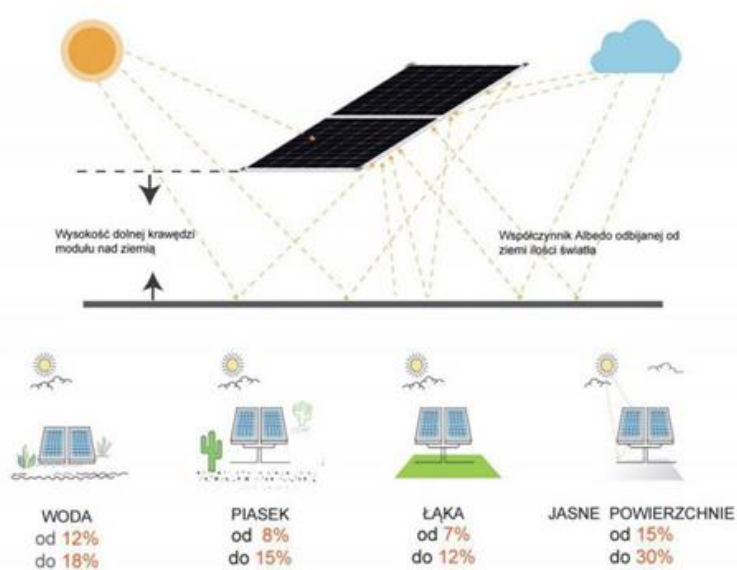 Wysokość dolnej krawędzi
modułu nad ziemią
Współczynnik Albedo odbijanej od
ziemi ilości światła
WODA
od 12%
do 18%
PIASEK
od 8%
do 15%
ŁĄKA
od 7%
do 12%
JASNE POWIERZCHNIE
od 15%
do 30%